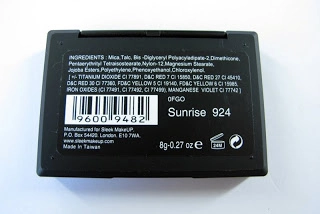 INGREDIENTS : Mica,Talc, Bis -Diglyceryl Polyacyladipate-2,Dimethicone,
Pentaerythrityl Tetraisostearate,Nylon-12,Magnesium Stearate,
Jojoba Esters,Polyethylene,Phenoxyethanol,Chloroxylenol.
[ +/- TITANIUM DIOXIDE CI 77891, D&C RED 7 CI 15850, D&C RED 27 CI 45410,
D&C RED 30 CI 73360, FD&C YELLOW 5 CI 19140, FD&C YELLOW 6 CI 15985,
IRON OXIDES (CI 77491, CI 77492, CI 77499), MANGANESE VIOLET CI 77742 ]
0FGO
Sunrise 924
96009482
Manufactured for Sleek MakeUP.
P.O. Box 54420. London. E10 7WA.
www.sleekmakeup.com
Made In Taiwan
8g-0.27 oz e 24M